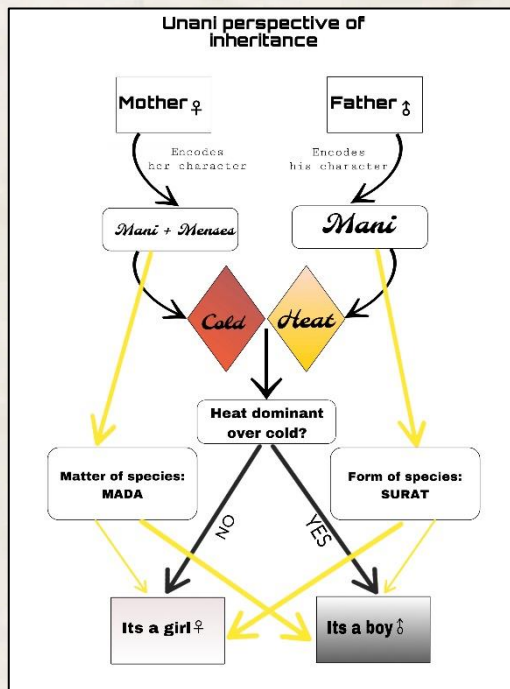 Unani perspective of
inheritance
Mother ♀
Father ♂
Encodes
her character
Encodes
his character
Mani + Menses
Mani
Cold
Heat
Heat dominant
over cold?
Matter of species:
MADA
Form of species:
SURAT
NO
YES
Its a girl ♀
Its a boy ♂